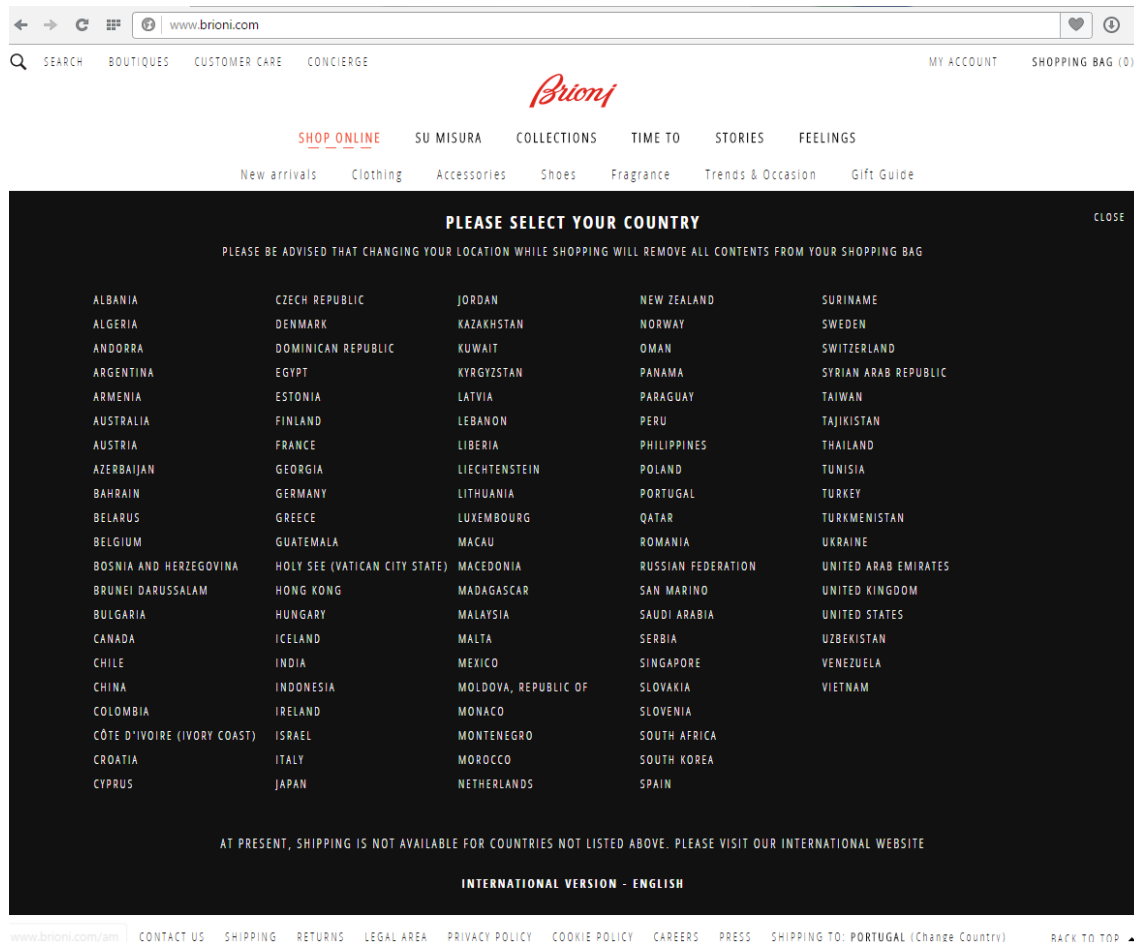 www.brioni.com
SEARCH BOUTIQUES CUSTOMER CARE CONCIERGE MY ACCOUNT SHOPPING BAG (0)
Brioni
SHOP ONLINE SU MISURA COLLECTIONS TIME TO STORIES FEELINGS
New arrivals Clothing Accessories Shoes Fragrance Trends & Occasion Gift Guide
PLEASE SELECT YOUR COUNTRY CLOSE
PLEASE BE ADVISED THAT CHANGING YOUR LOCATION WHILE SHOPPING WILL REMOVE ALL CONTENTS FROM YOUR SHOPPING BAG
ALBANIA CZECH REPUBLIC JORDAN NEW ZEALAND SURINAME
ALGERIA DENMARK KAZAKHSTAN NORWAY SWEDEN
ANDORRA DOMINICAN REPUBLIC KUWAIT OMAN SWITZERLAND
ARGENTINA EGYPT KYRGYZSTAN PANAMA SYRIAN ARAB REPUBLIC
ARMENIA ESTONIA LATVIA PARAGUAY TAIWAN
AUSTRALIA FINLAND LEBANON PERU TAJIKISTAN
AUSTRIA FRANCE LIBERIA PHILIPPINES THAILAND
AZERBAIJAN GEORGIA LIECHTENSTEIN POLAND TUNISIA
BAHRAIN GERMANY LITHUANIA PORTUGAL TURKEY
BELARUS GREECE LUXEMBOURG QATAR TURKMENISTAN
BELGIUM GUATEMALA MACAU ROMANIA UKRAINE
BOSNIA AND HERZEGOVINA HOLY SEE (VATICAN CITY STATE) MACEDONIA RUSSIAN FEDERATION UNITED ARAB EMIRATES
BRUNEI DARUSSALAM HONG KONG MADAGASCAR SAN MARINO UNITED KINGDOM
BULGARIA HUNGARY MALAYSIA SAUDI ARABIA UNITED STATES
CANADA ICELAND MALTA SERBIA UZBEKISTAN
CHILE INDIA MEXICO SINGAPORE VENEZUELA
CHINA INDONESIA MOLDOVA, REPUBLIC OF SLOVAKIA VIETNAM
COLOMBIA IRELAND MONACO SLOVENIA
CÔTE D'IVOIRE (IVORY COAST) ISRAEL MONTENEGRO SOUTH AFRICA
CROATIA ITALY MOROCCO SOUTH KOREA
CYPRUS JAPAN NETHERLANDS SPAIN
AT PRESENT, SHIPPING IS NOT AVAILABLE FOR COUNTRIES NOT LISTED ABOVE. PLEASE VISIT OUR INTERNATIONAL WEBSITE
INTERNATIONAL VERSION - ENGLISH
www.brioni.com/am CONTACT US SHIPPING RETURNS LEGAL AREA PRIVACY POLICY COOKIE POLICY CAREERS PRESS SHIPPING TO: PORTUGAL (Change Country) BACK TO TOP